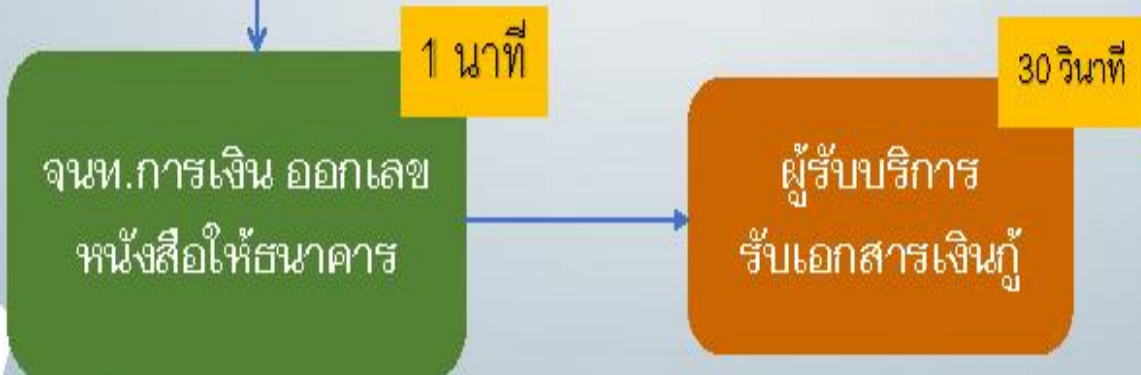 1 นาที
จนท.การเงิน ออกเลข
หนังสือให้ธนาคาร
30 วินาที
ผู้รับบริการ
รับเอกสารเงินกู้